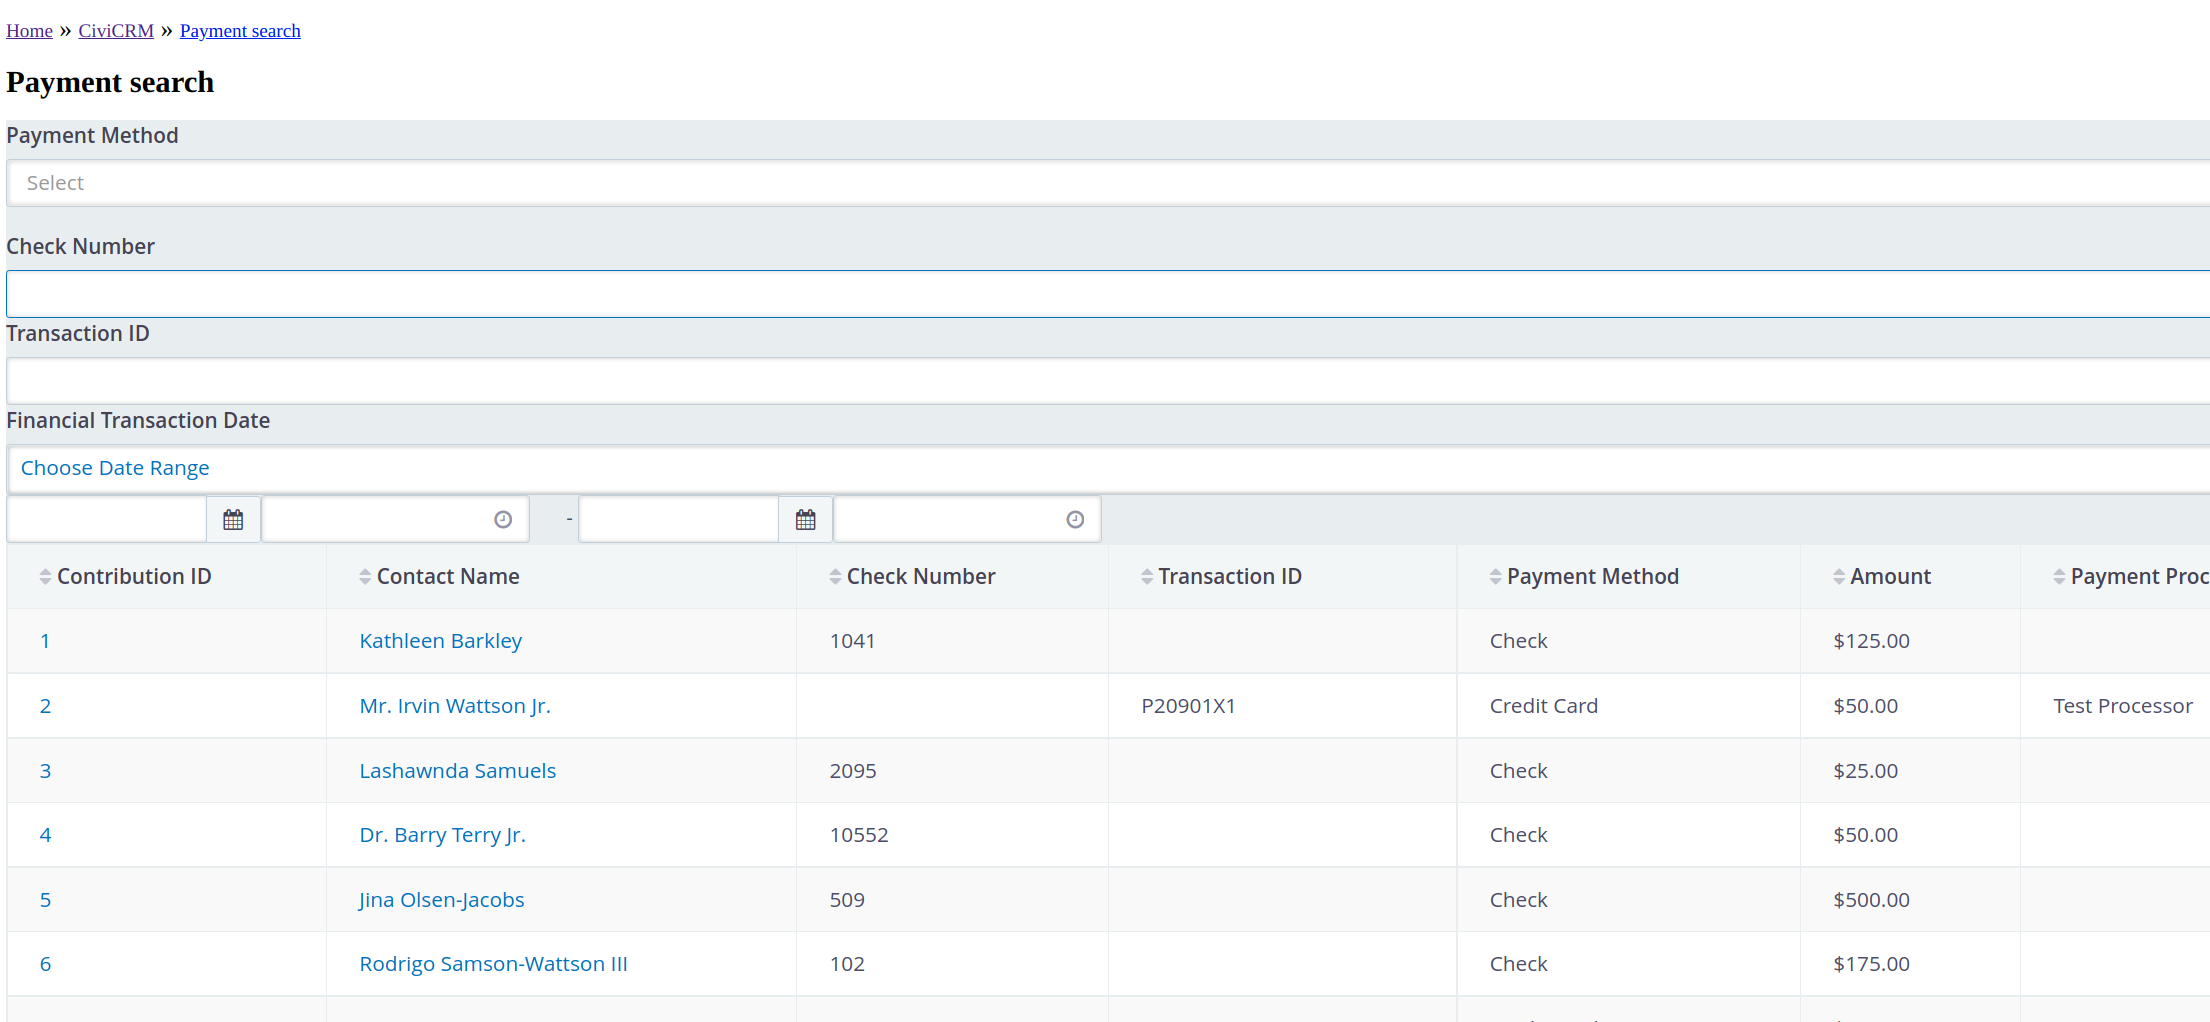 Home » CiviCRM » Payment search
Payment search
Payment Method
Select
Check Number
Transaction ID
Financial Transaction Date
Choose Date Range
-
Contribution ID Contact Name Check Number Transaction ID Payment Method Amount Payment Proc
1 Kathleen Barkley 1041 Check $125.00
2 Mr. Irvin Wattson Jr. P20901X1 Credit Card $50.00 Test Processor
3 Lashawnda Samuels 2095 Check $25.00
4 Dr. Barry Terry Jr. 10552 Check $50.00
5 Jina Olsen-Jacobs 509 Check $500.00
6 Rodrigo Samson-Wattson III 102 Check $175.00